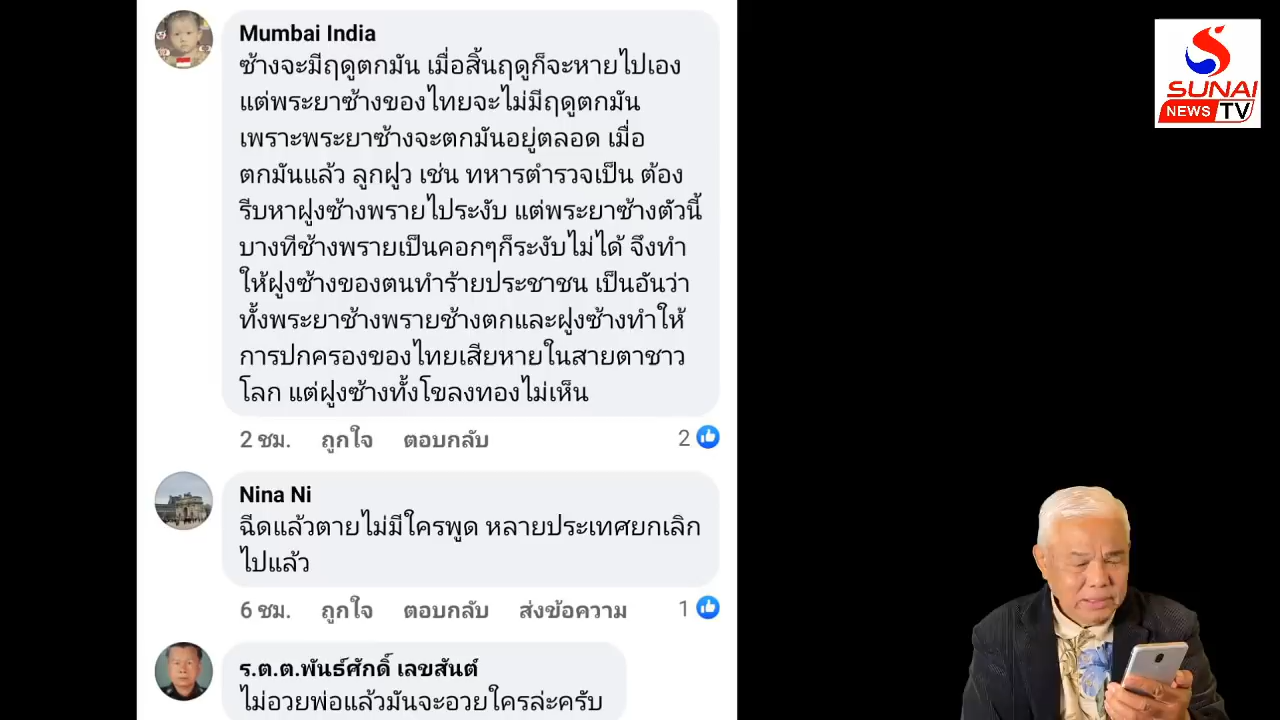 Mumbai India
ช้างจะมีฤดูตกมัน เมื่อสิ้นฤดูก็จะหายไปเอง
แต่พระยาช้างของไทยจะไม่มีฤดูตกมัน
เพราะพระยาช้างจะตกมันอยู่ตลอด เมื่อ
ตกมันแล้ว ลูกฝูว เช่น ทหารตำรวจเป็น ต้อง
รีบหาฝูงช้างพรายไประงับ แต่พระยาช้างตัวนี้
บางทีช้างพรายเป็นคอกๆก็ระงับไม่ได้ จึงทำ
ให้ฝูงช้างของตนทำร้ายประชาชน เป็นอันว่า
ทั้งพระยาช้างพรายช้างตกและฝูงช้างทำให้
การปกครองของไทยเสียหายในสายตาชาว
โลก แต่ฝูงช้างทั้งโขลงทองไม่เห็น
2 ชม. ถูกใจ ตอบกลับ 2
Nina Ni
ฉีดแล้วตายไม่มีใครพูด หลายประเทศยกเลิก
ไปแล้ว
6 ชม. ถูกใจ ตอบกลับ ส่งข้อความ 1
ร.ต.ต.พันธ์ศักดิ์ เลขสันต์
ไม่อวยพ่อแล้วมันจะอวยใครล่ะครับ
SUNAI
NEWS TV